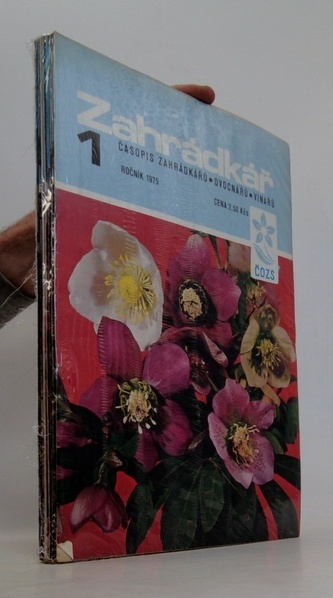 Zahrádkář
1
ČASOPIS ZAHRÁDKÁŘŮ • OVOCNÁŘŮ • VINAŘŮ
ROČNÍK 1975
CENA 2,50 Kčs
ČOZS